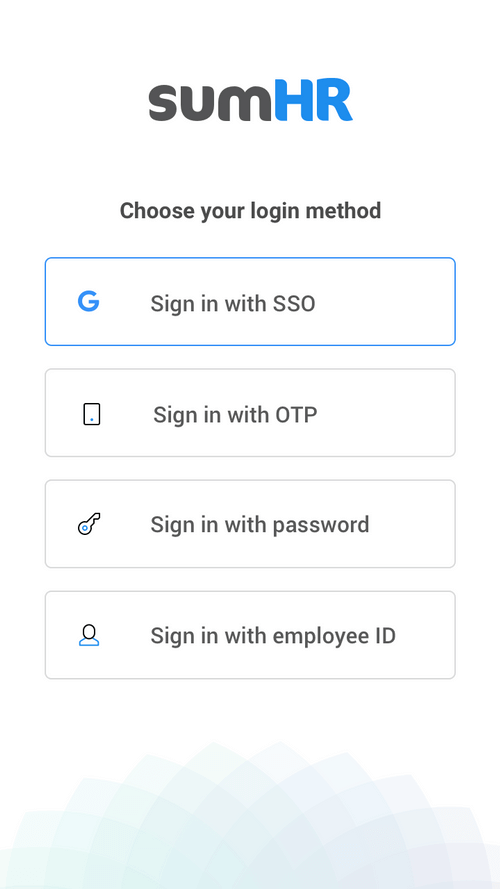 sumHR
Choose your login method
Sign in with SSO
Sign in with OTP
Sign in with password
Sign in with employee ID